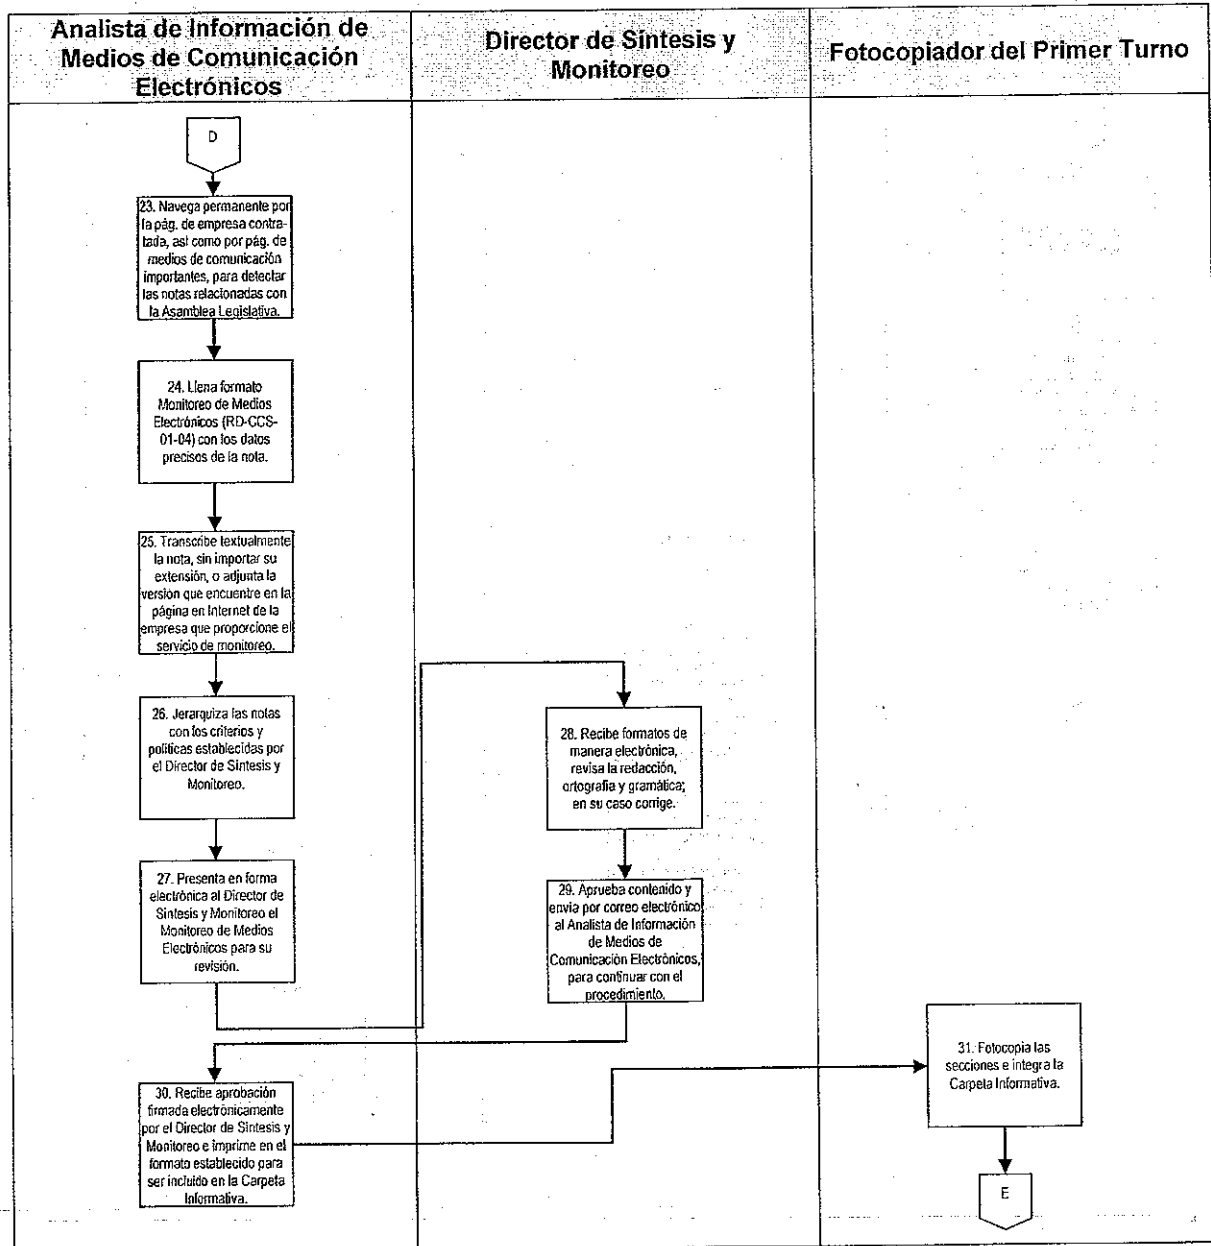 Analista de Información de
Medios de Comunicación
Electrónicos
Director de Síntesis y
Monitoreo
Fotocopiador del Primer Turno
D
23. Navega permanente por
la pág. de empresa contra-
tada, así como por pág. de
medios de comunicación
importantes, para detectar
las notas relacionadas con
la Asamblea Legislativa.
24. Llena formato
Monitoreo de Medios
Electrónicos (RD-CCS-
01-04) con los datos
precisos de la nota.
25. Transcribe textualmente
la nota, sin importar su
extensión, o adjunta la
versión que encuentre en la
página en Internet de la
empresa que proporcione el
servicio de monitoreo.
26. Jerarquiza las notas
con los criterios y
políticas establecidas por
el Director de Síntesis y
Monitoreo.
27. Presenta en forma
electrónica al Director de
Síntesis y Monitoreo el
Monitoreo de Medios
Electrónicos para su
revisión.
28. Recibe formatos de
manera electrónica,
revisa la redacción,
ortografía y gramática;
en su caso corrige.
29. Aprueba contenido y
envía por correo electrónico
al Analista de Información
de Medios de
Comunicación Electrónicos,
para continuar con el
procedimiento.
30. Recibe aprobación
firmada electrónicamente
por el Director de Síntesis y
Monitoreo e imprime en el
formato establecido para
ser incluido en la Carpeta
Informativa.
31. Fotocopia las
secciones e integra la
Carpeta Informativa.
E